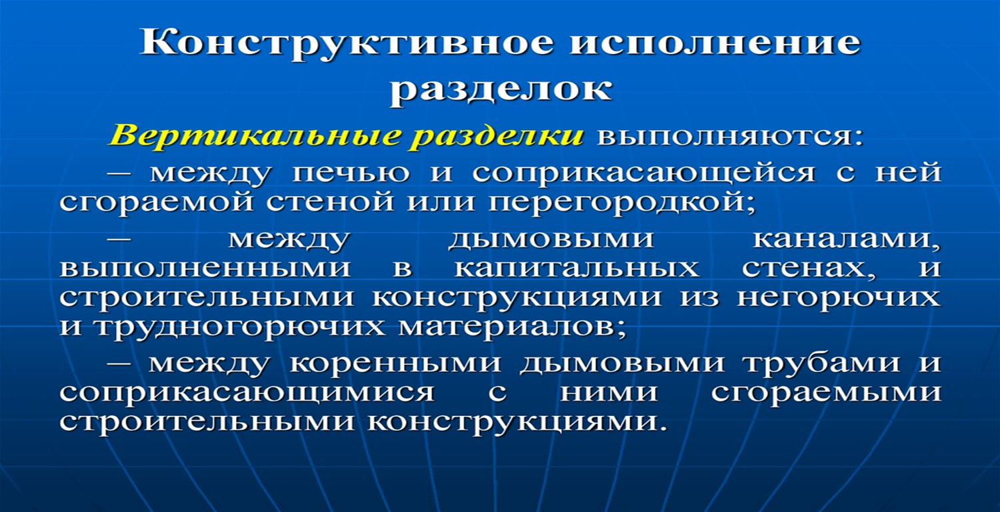 Конструктивное исполнение
разделок
Вертикальные разделки выполняются:
– между печью и соприкасающейся с ней
сгораемой стеной или перегородкой;
– между дымовыми каналами,
выполненными в капитальных стенах, и
строительными конструкциями из негорючих
и трудногорючих материалов;
– между коренными дымовыми трубами и
соприкасающимися с ними сгораемыми
строительными конструкциями.